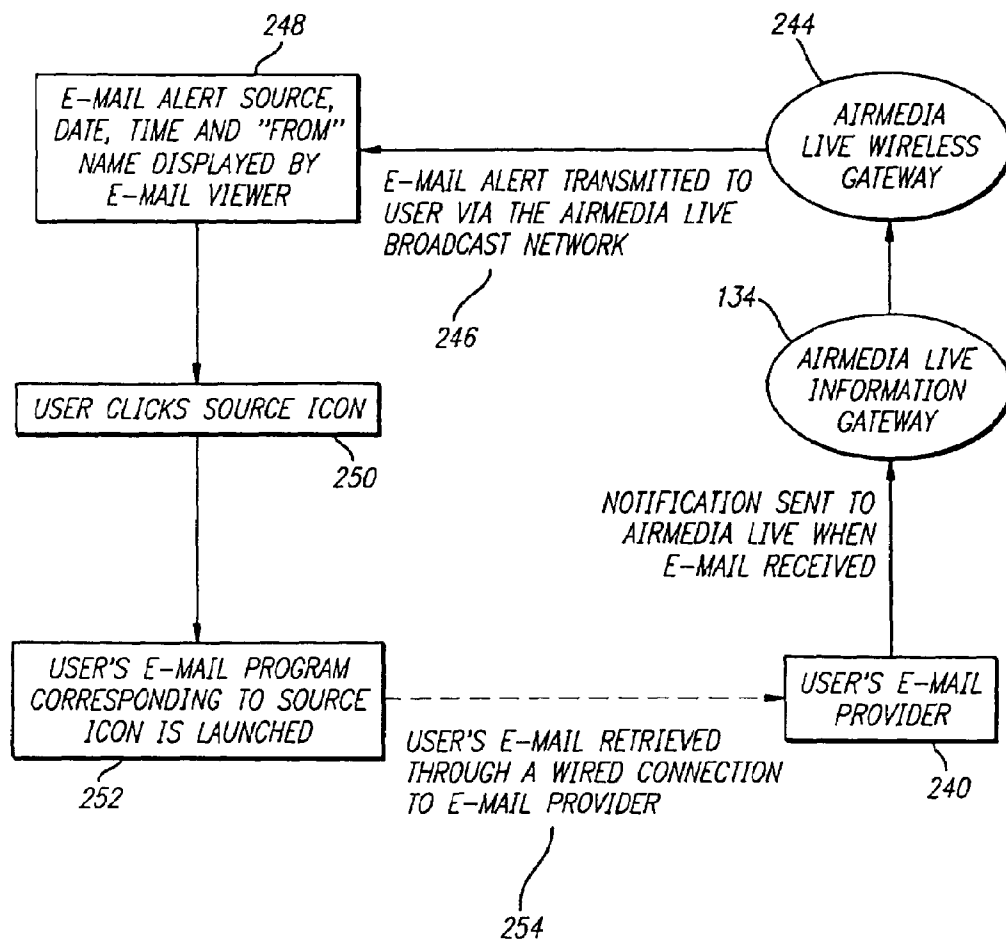 248
E-MAIL ALERT SOURCE,
DATE, TIME AND "FROM"
NAME DISPLAYED BY
E-MAIL VIEWER
244
AIRMEDIA
LIVE WIRELESS
GATEWAY
E-MAIL ALERT TRANSMITTED TO
USER VIA THE AIRMEDIA LIVE
BROADCAST NETWORK
246
134
AIRMEDIA LIVE
INFORMATION
GATEWAY
USER CLICKS SOURCE ICON
250
NOTIFICATION SENT TO
AIRMEDIA LIVE WHEN
E-MAIL RECEIVED
USER'S E-MAIL PROGRAM
CORRESPONDING TO SOURCE
ICON IS LAUNCHED
252
USER'S E-MAIL
PROVIDER
240
USER'S E-MAIL RETRIEVED
THROUGH A WIRED CONNECTION
TO E-MAIL PROVIDER
254